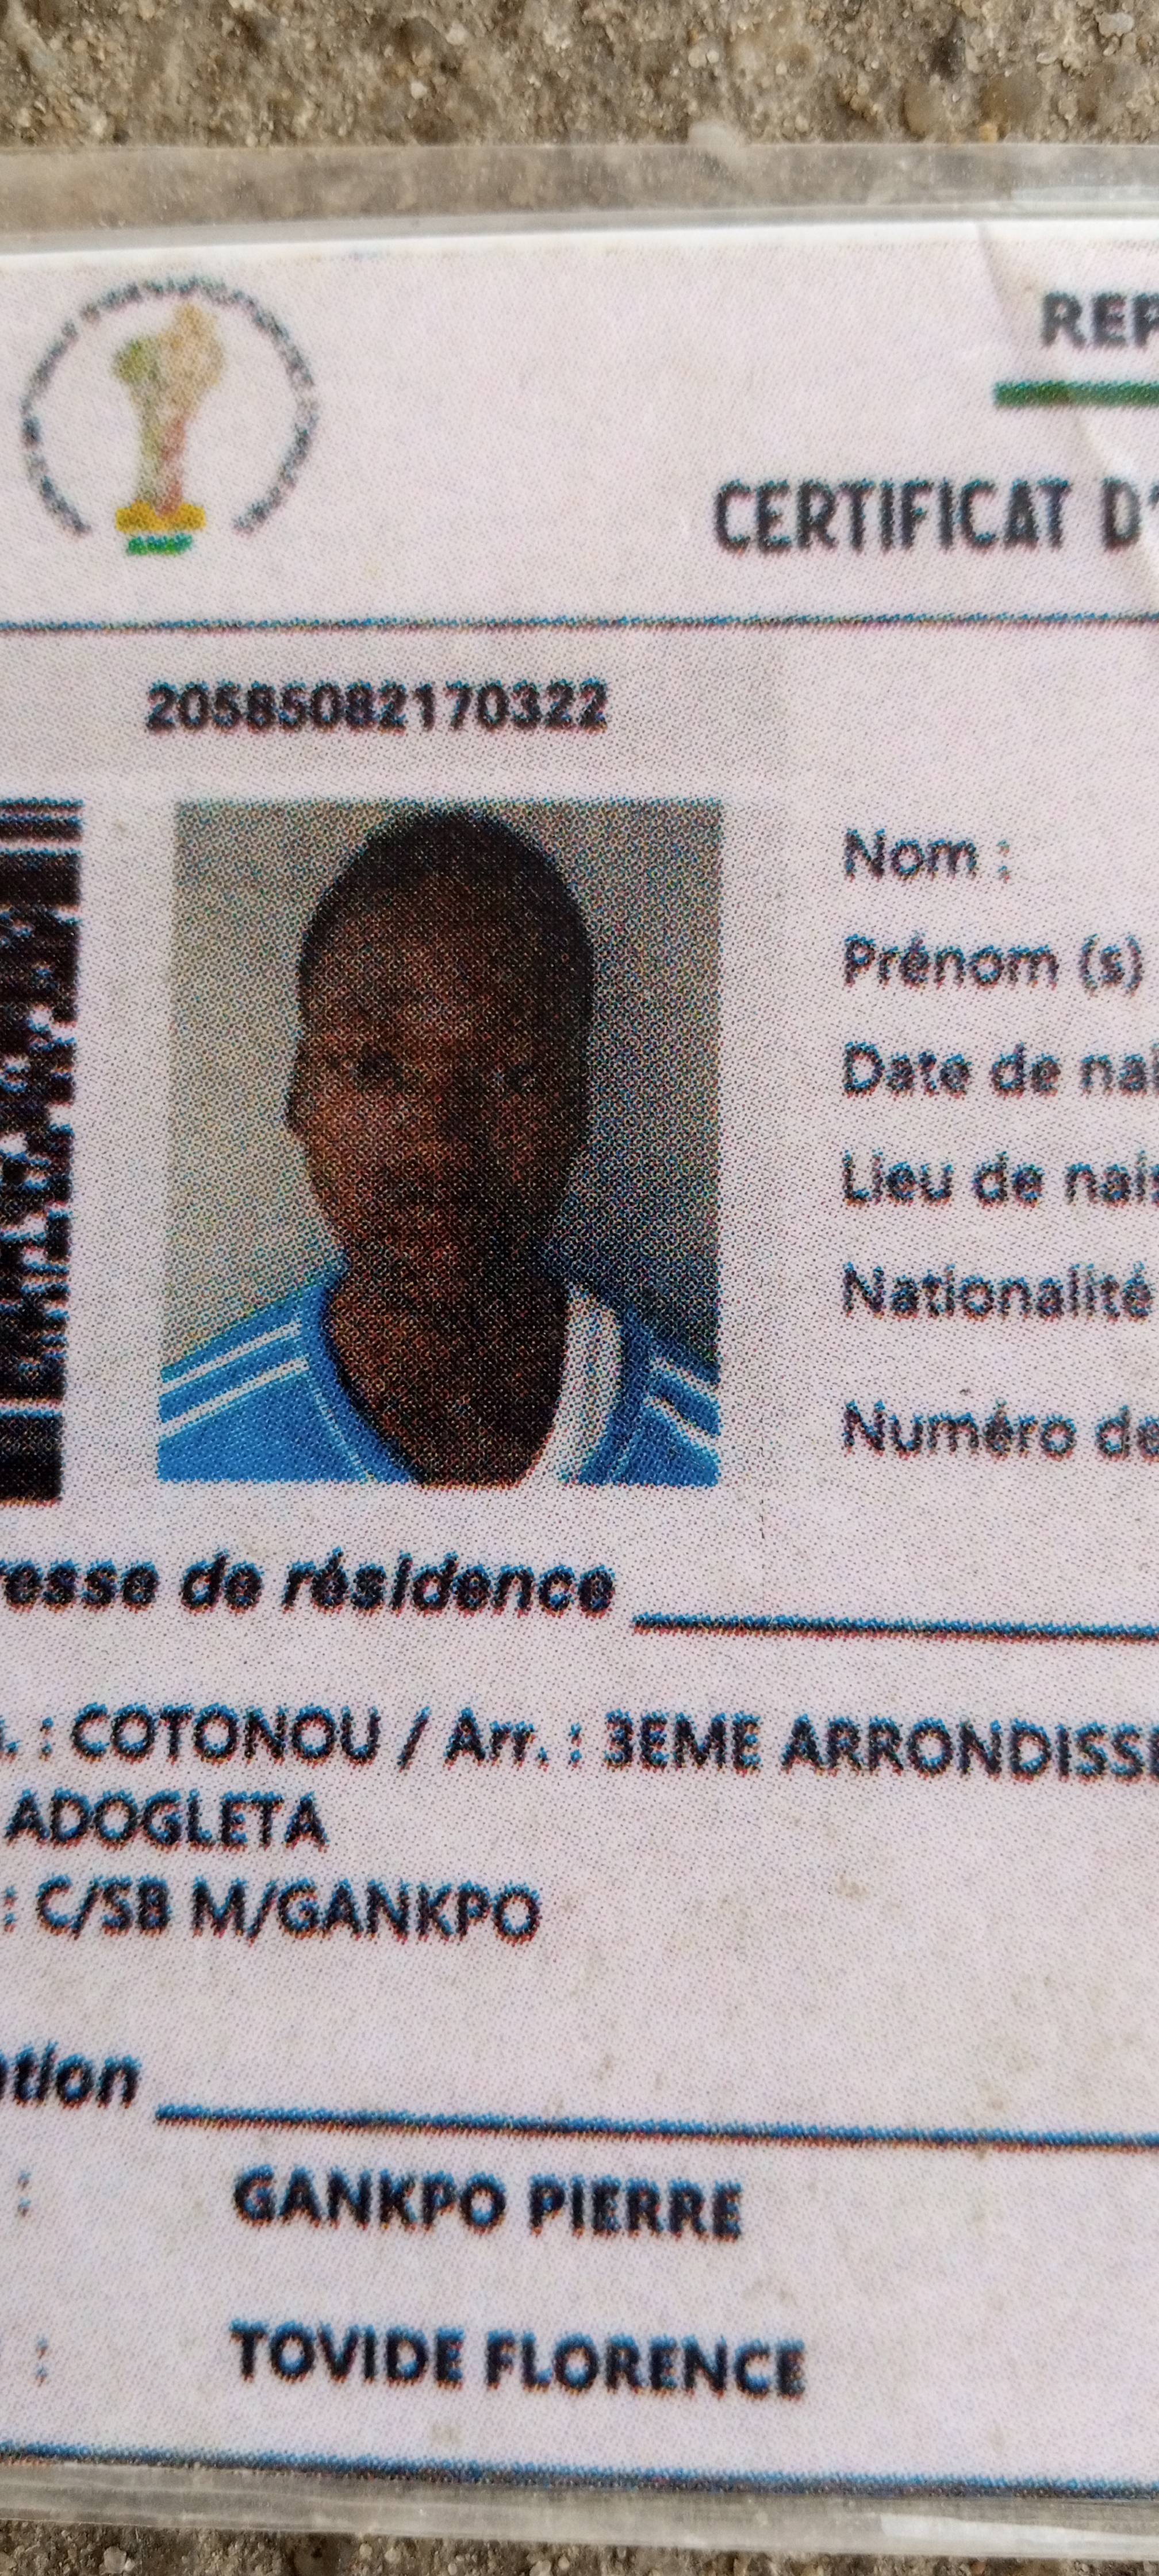 REP
CERTIFICAT D'
20585082170322
Nom :
Prénom (s)
Date de nai
Lieu de nais
Nationalité
Numéro de
resse de résidence
. : COTONOU / Arr. : 3EME ARRONDISSE
ADOGLETA
: C/SB M/GANKPO
ation
: GANKPO PIERRE
: TOVIDE FLORENCE